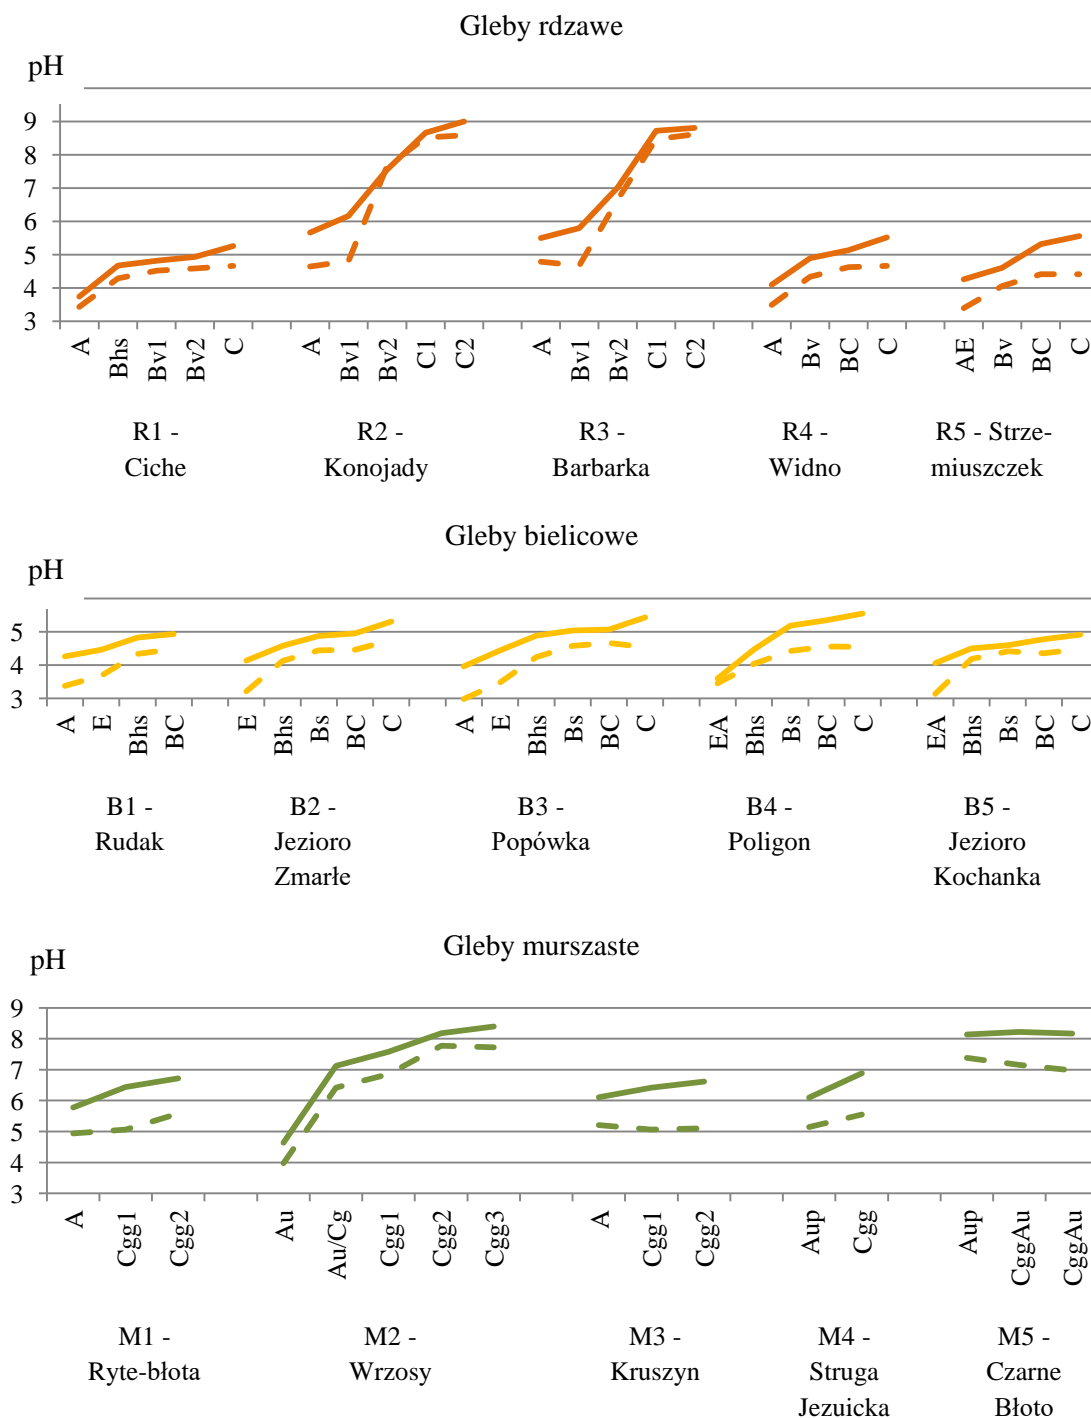 Gleby rdzawe
pH
9
8
7
6
5
4
3
A Bhs Bv1 Bv2 C A Bv1 Bv2 C1 C2 A Bv1 Bv2 C1 C2 A Bv BC C AE Bv BC C
R1 - R2 - R3 - R4 - R5 - Strze-
Ciche Konojady Barbarka Widno miuszczek
Gleby bielicowe
pH
5
4
3
A E Bhs BC E Bhs Bs BC C A E Bhs Bs BC C EA Bhs Bs BC C EA Bhs Bs BC C
B1 - B2 - B3 - B4 - B5 -
Rudak Jezioro Popówka Poligon Jezioro
Zmarłe Kochanka
Gleby murszaste
pH
9
8
7
6
5
4
3
A Cgg1 Cgg2 Au Au/Cg Cgg1 Cgg2 Cgg3 A Cgg1 Cgg2 Aup Cgg Aup CggAu CggAu
M1 - M2 - M3 - M4 - M5 -
Ryte-błota Wrzosy Kruszyn Struga Czarne
Jezuicka Błoto